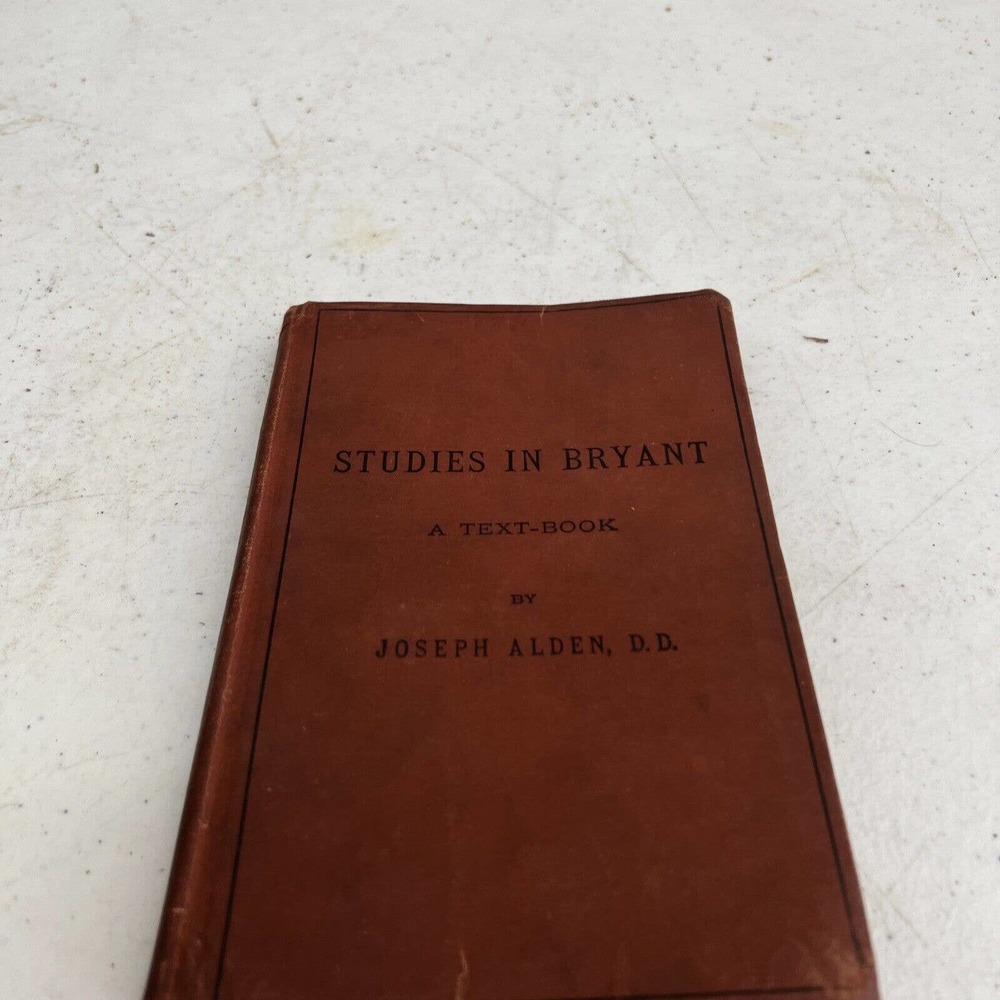 STUDIES IN BRYANT
A TEXT-BOOK
BY
JOSEPH ALDEN, D.D.